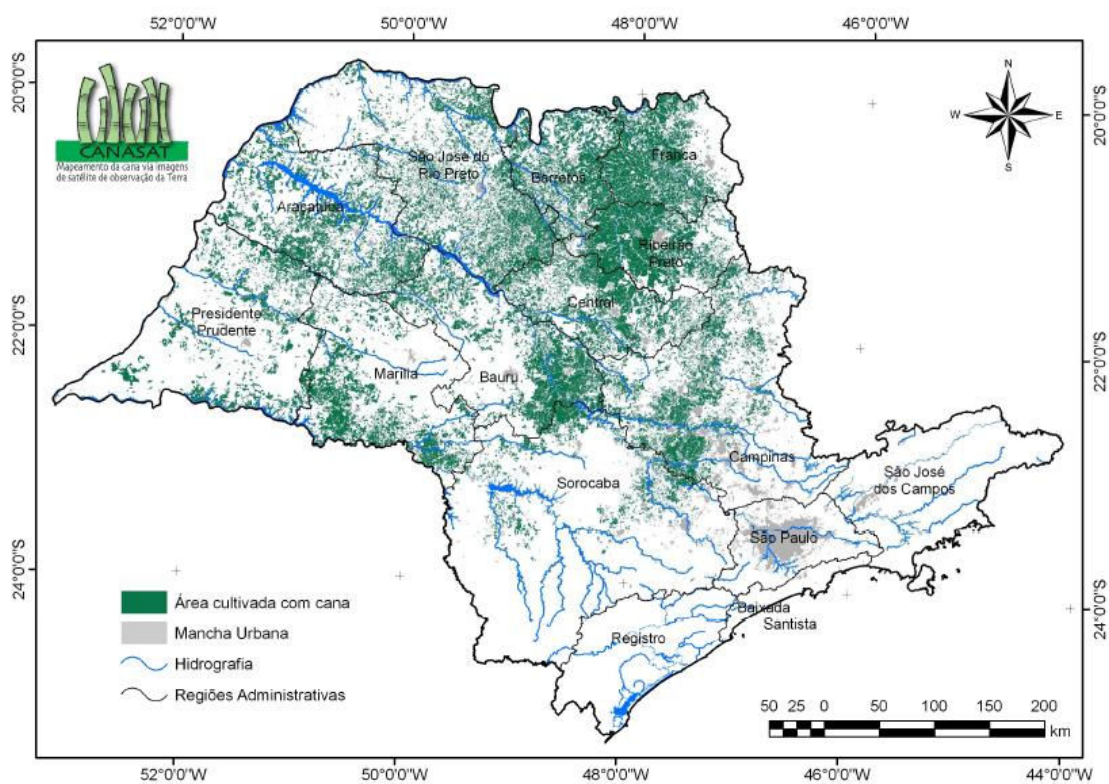 52°0'0"W 50°0'0"W 48°0'0"W 46°0'0"W
20°0'0"S
20°0'0"S
22°0'0"S
22°0'0"S
24°0'0"S
24°0'0"S
CANASAT
Mapeamento da cana via imagens
de satélite de observação da Terra
N
W E
S
Franca
São José do
Rio Preto
Barretos
Araçatuba
Ribeirão
Preto
Central
Presidente
Prudente
Marília
Bauru
Campinas
São José
dos Campos
Sorocaba
São Paulo
Baixada
Santista
Registro
Área cultivada com cana
Mancha Urbana
Hidrografia
Regiões Administrativas
50 25 0 50 100 150 200
km
52°0'0"W 50°0'0"W 48°0'0"W 46°0'0"W 44°0'0"W